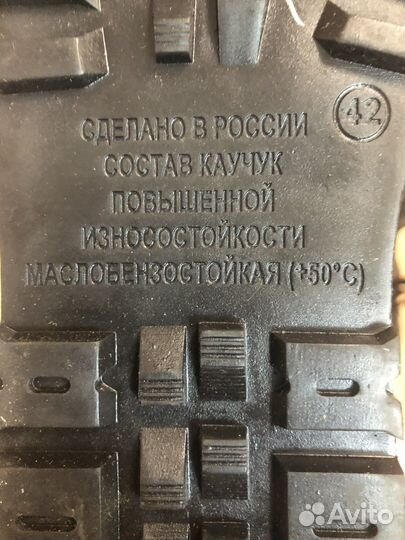 42
СДЕЛАНО В РОССИИ
СОСТАВ КАУЧУК
ПОВЫШЕННОЙ
ИЗНОСОСТОЙКОСТИ
МАСЛОБЕНЗОСТОЙКАЯ (+50°С)
Avito